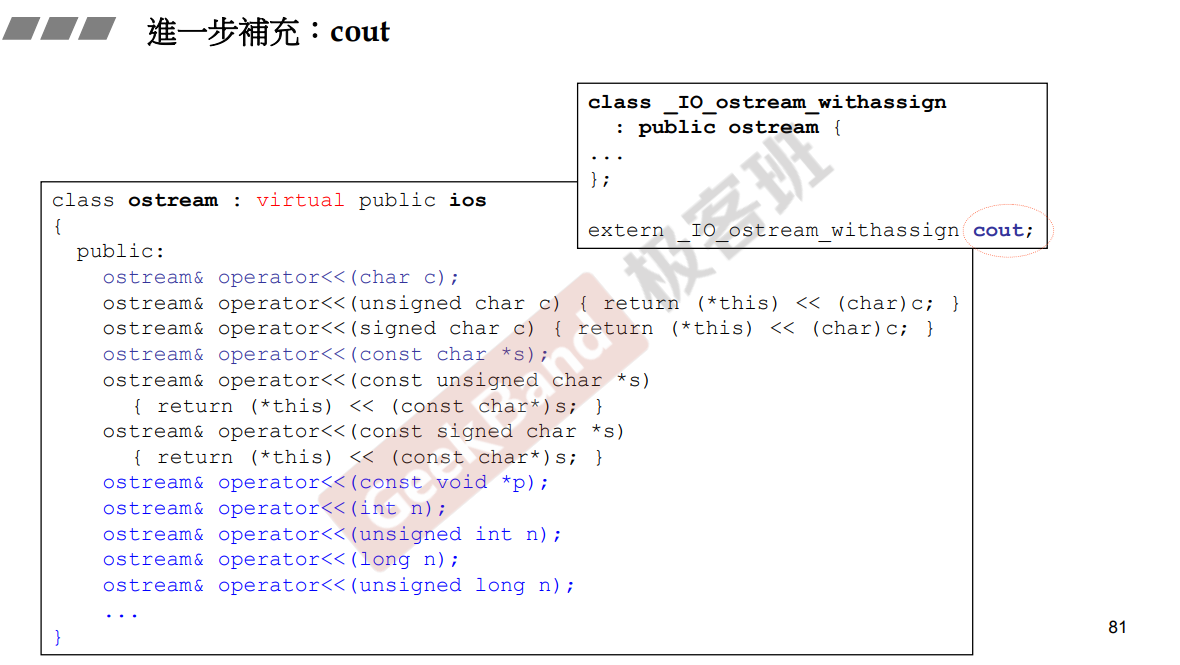 進一步補充：cout
class _IO_ostream_withassign
: public ostream {
...
};
extern _IO_ostream_withassign cout;
class ostream : virtual public ios
{
public:
ostream& operator<<(char c);
ostream& operator<<(unsigned char c) { return (*this) << (char)c; }
ostream& operator<<(signed char c) { return (*this) << (char)c; }
ostream& operator<<(const char *s);
ostream& operator<<(const unsigned char *s)
{ return (*this) << (const char*)s; }
ostream& operator<<(const signed char *s)
{ return (*this) << (const char*)s; }
ostream& operator<<(const void *p);
ostream& operator<<(int n);
ostream& operator<<(unsigned int n);
ostream& operator<<(long n);
ostream& operator<<(unsigned long n);
...
}
GeekBand 极客班
81